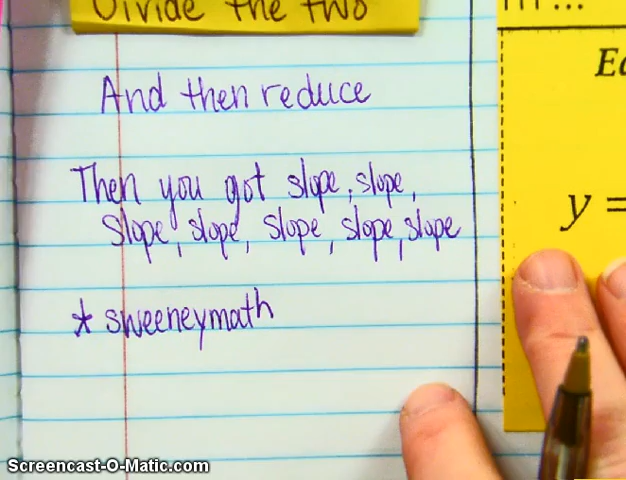 Divide the two
And then reduce
Then you got slope, slope,
slope, slope, slope, slope, slope
* sweeneymath
y =
Screencast-O-Matic.com